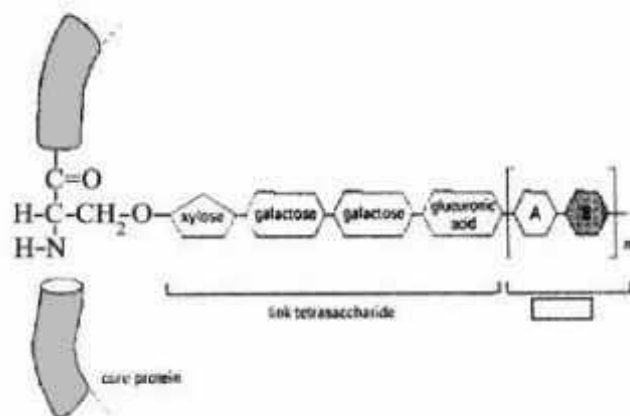 C=O
H-C-CH₂-O-
H-N
xylose
galactose
galactose
glucuronic
acid
A
B
n
link tetrasaccharide
core protein